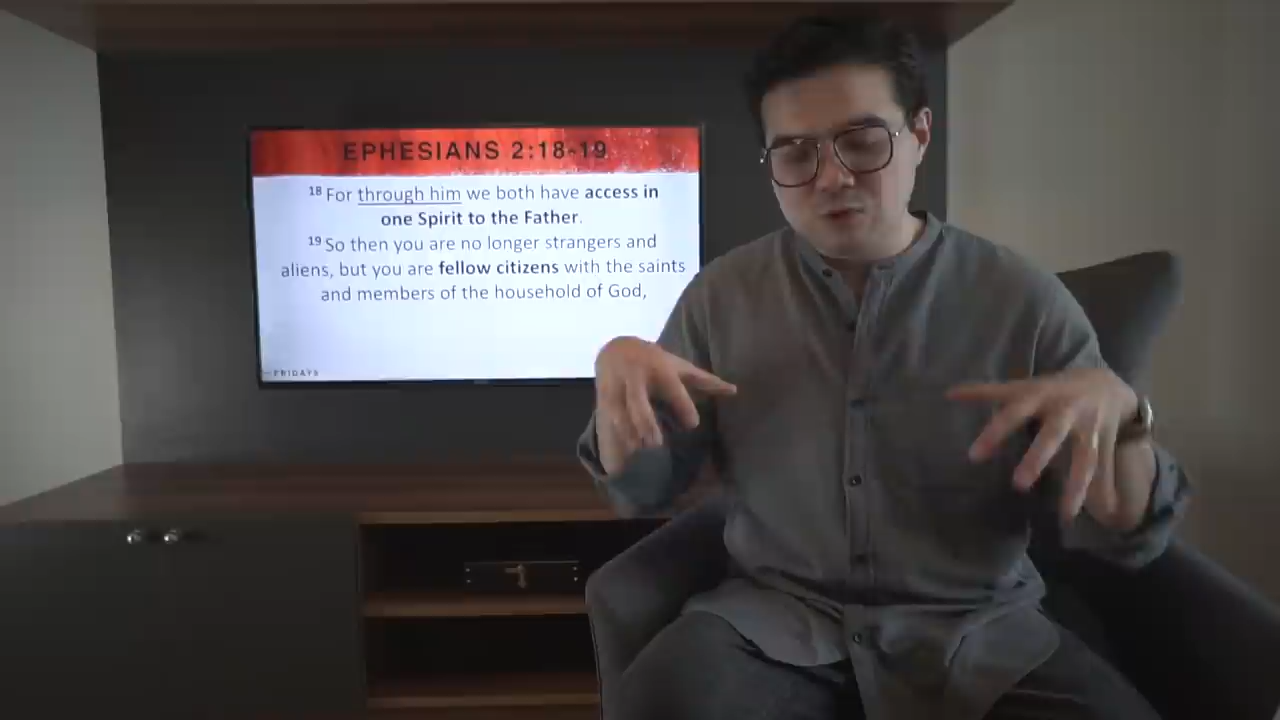 EPHESIANS 2:18-19
18 For through him we both have access in
one Spirit to the Father.
19 So then you are no longer strangers and
aliens, but you are fellow citizens with the saints
and members of the household of God,
FRIDAYS